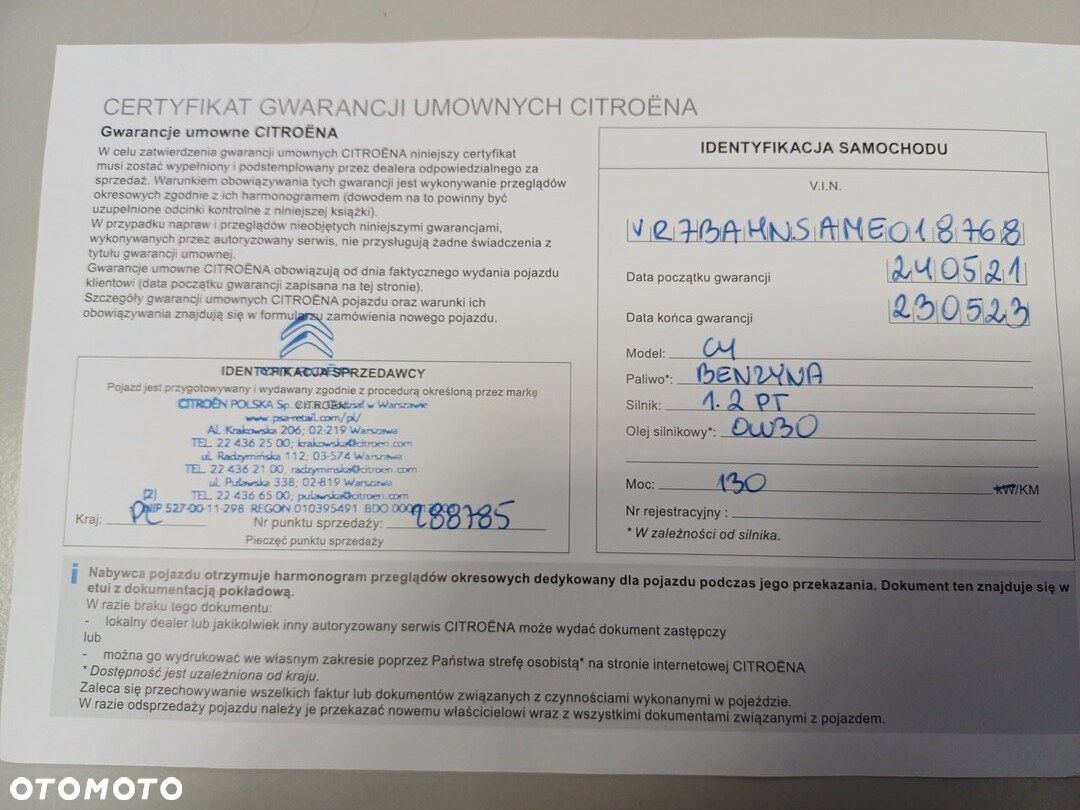 CERTYFIKAT GWARANCJI UMOWNYCH CITROËNA
Gwarancje umowne CITROËNA
W celu zatwierdzenia gwarancji umownych CITROËNA niniejszy certyfikat
musi zostać wypełniony i podstemplowany przez dealera odpowiedzialnego za
sprzedaż. Warunkiem obowiązywania tych gwarancji jest wykonywanie przeglądów
okresowych zgodnie z ich harmonogramem (dowodem na to powinny być
uzupełnione odcinki kontrolne z niniejszej książki).
W przypadku napraw i przeglądów nieobjętych niniejszymi gwarancjami,
wykonywanych przez autoryzowany serwis, nie przysługują żadne świadczenia z
tytułu gwarancji umownej.
Gwarancje umowne CITROËNA obowiązują od dnia faktycznego wydania pojazdu
klientowi (data początku gwarancji zapisana na tej stronie).
Szczegóły gwarancji umownych CITROËNA pojazdu oraz warunki ich
obowiązywania znajdują się w formularzu zamówienia nowego pojazdu.
IDENTYFIKACJA SPRZEDAWCY
Pojazd jest przygotowywany i wydawany zgodnie z procedurą określoną przez markę
CITROËN.
CITROËN POLSKA Sp. w Warszawie
www.psa-retail.com/pl/
Al. Krakowska 206; 02-219 Warszawa
TEL. 22 436 25 00; krakowska@citroen.com
ul. Radzymińska 112; 03-574 Warszawa
TEL. 22 436 21 00, radzyminska@citroen.com
ul. Puławska 338; 02-819 Warszawa
(2) TEL. 22 436 65 00, pulawska@citroen.com
NIP 527-00-11-298 REGON 010395491 BDO
Kraj: PL Nr punktu sprzedaży: 288785
Pieczęć punktu sprzedaży
IDENTYFIKACJA SAMOCHODU
V.I.N.
VR7BAHNSAME018768
Data początku gwarancji 240521
Data końca gwarancji 230523
Model: C4
Paliwo*: BENZYNA
Silnik: 1.2 PT
Olej silnikowy*: 0W30
Moc: 130 kW/KM
Nr rejestracyjny :
* W zależności od silnika.
i Nabywca pojazdu otrzymuje harmonogram przeglądów okresowych dedykowany dla pojazdu podczas jego przekazania. Dokument ten znajduje się w
etui z dokumentacją pokładową.
W razie braku tego dokumentu:
- lokalny dealer lub jakikolwiek inny autoryzowany serwis CITROËNA może wydać dokument zastępczy
lub
- można go wydrukować we własnym zakresie poprzez Państwa strefę osobistą* na stronie internetowej CITROËNA
* Dostępność jest uzależniona od kraju.
Zaleca się przechowywanie wszelkich faktur lub dokumentów związanych z czynnościami wykonanymi w pojeździe.
W razie odsprzedaży pojazdu należy je przekazać nowemu właścicielowi wraz z wszystkimi dokumentami związanymi z pojazdem.
OTOMOTO